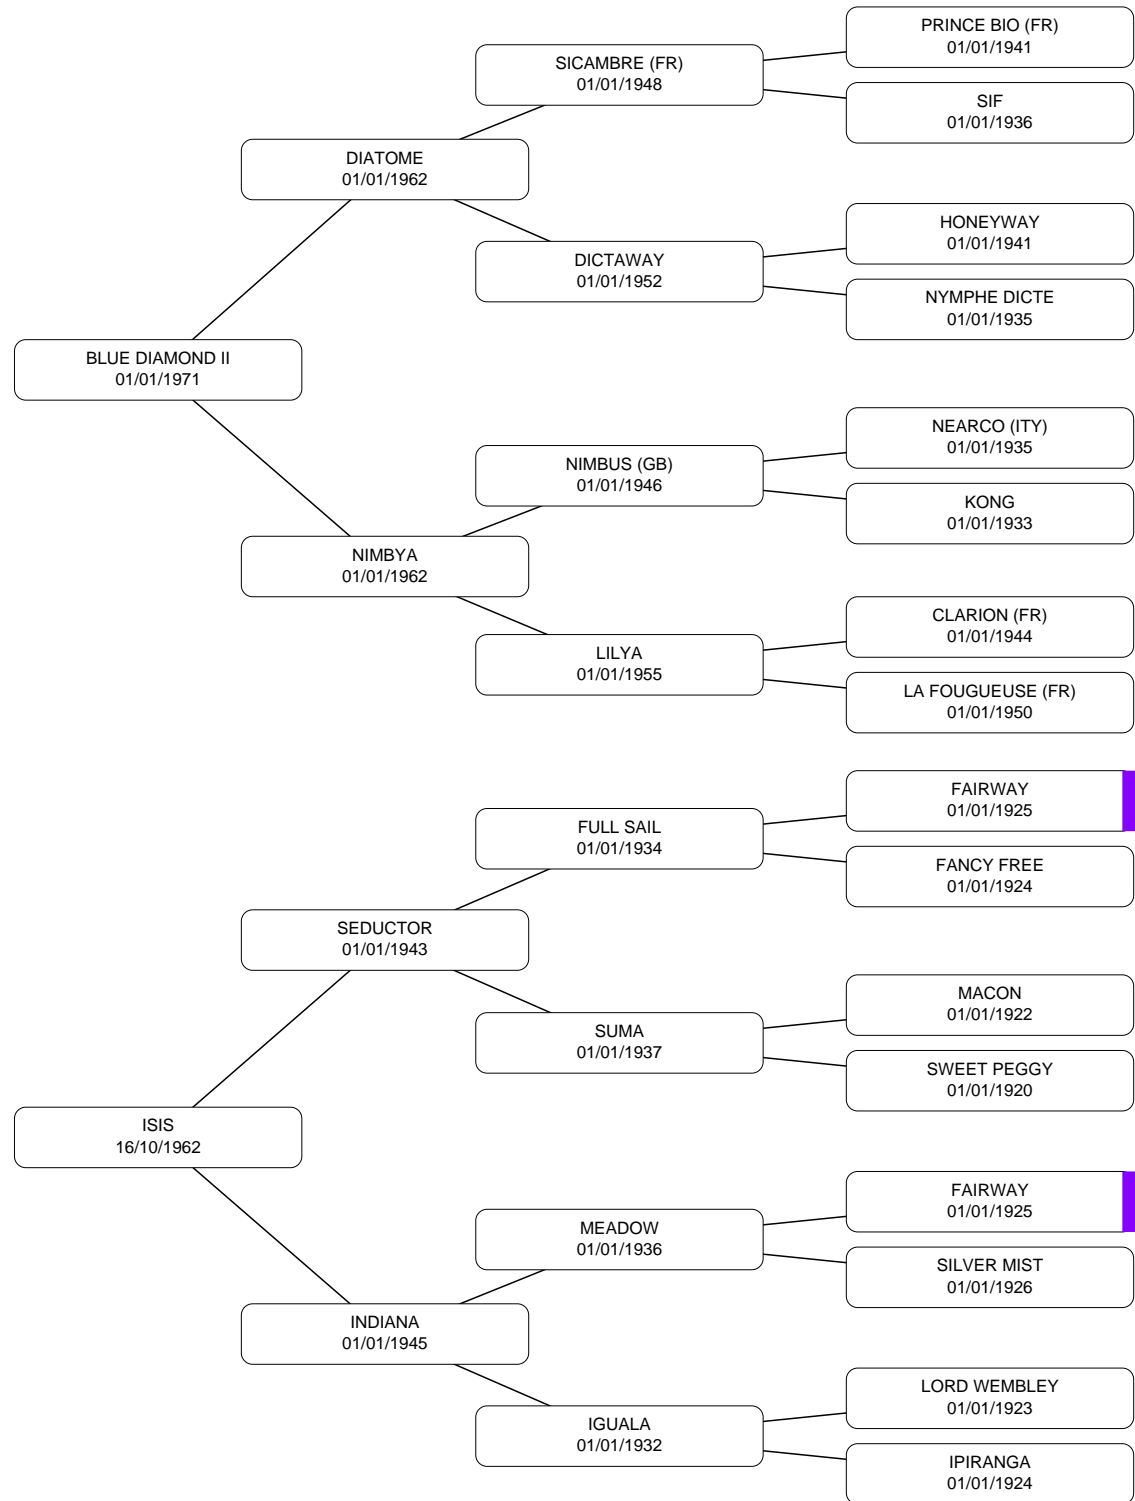 PRINCE BIO (FR)
01/01/1941
SICAMBRE (FR)
01/01/1948
SIF
01/01/1936
DIATOME
01/01/1962
HONEYWAY
01/01/1941
DICTAWAY
01/01/1952
NYMPHE DICTE
01/01/1935
BLUE DIAMOND II
01/01/1971
NEARCO (ITY)
01/01/1935
NIMBUS (GB)
01/01/1946
KONG
01/01/1933
NIMBYA
01/01/1962
CLARION (FR)
01/01/1944
LILYA
01/01/1955
LA FOUGUEUSE (FR)
01/01/1950
FAIRWAY
01/01/1925
FULL SAIL
01/01/1934
FANCY FREE
01/01/1924
SEDUCTOR
01/01/1943
MACON
01/01/1922
SUMA
01/01/1937
SWEET PEGGY
01/01/1920
ISIS
16/10/1962
FAIRWAY
01/01/1925
MEADOW
01/01/1936
SILVER MIST
01/01/1926
INDIANA
01/01/1945
LORD WEMBLEY
01/01/1923
IGUALA
01/01/1932
IPIRANGA
01/01/1924